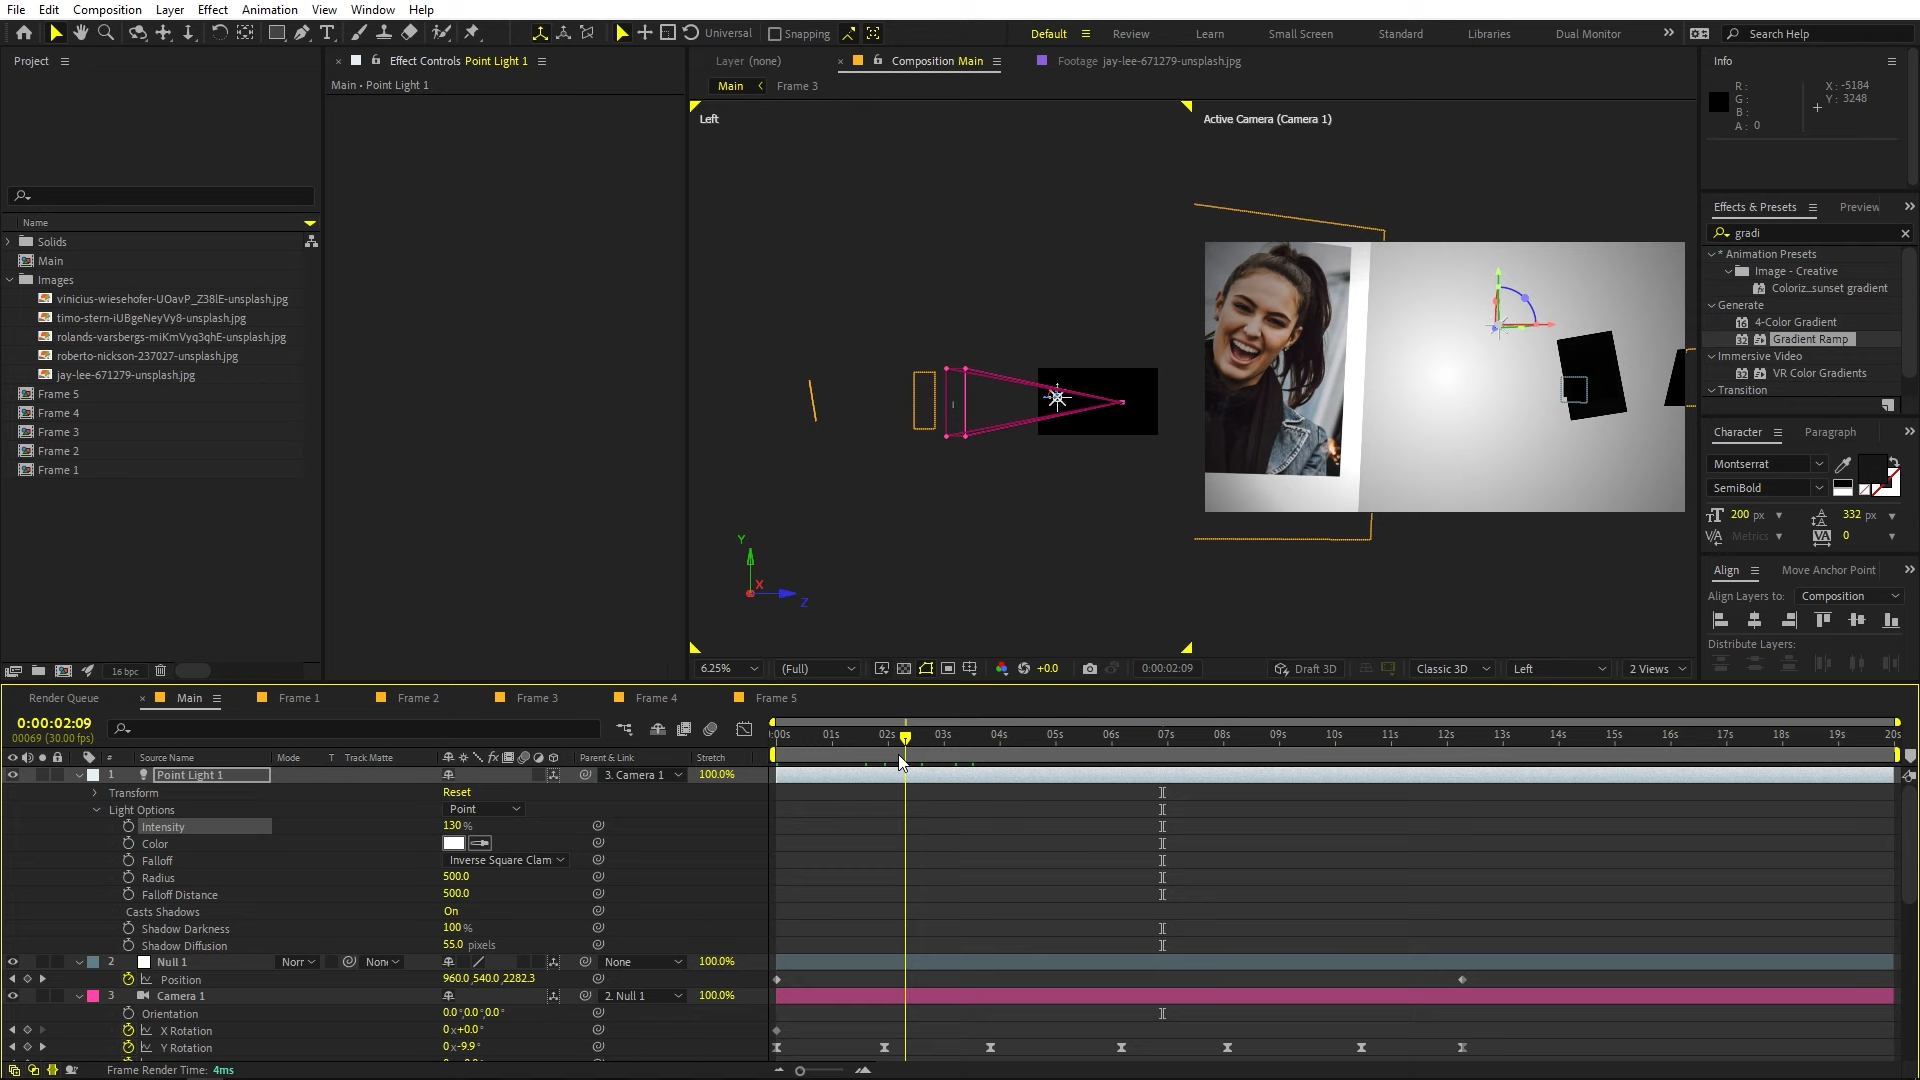 File Edit Composition Layer Effect Animation View Window Help
Universal Snapping Default Review Learn Small Screen Standard Libraries Dual Monitor Search Help
Project
Effect Controls Point Light 1
Main • Point Light 1
Layer (none)
Composition Main
Footage jay-lee-671279-unsplash.jpg
Main Frame 3
Left
Active Camera (Camera 1)
Info
R:
G:
B:
A: 0
X: -5184
Y: 3248
Name
Solids
Main
Images
vinicius-wiesehofer-UOavP_Z38lE-unsplash.jpg
timo-stern-iUBgeNeyVy8-unsplash.jpg
rolands-varsbergs-miKmVyq3qhE-unsplash.jpg
roberto-nickson-237027-unsplash.jpg
jay-lee-671279-unsplash.jpg
Frame 5
Frame 4
Frame 3
Frame 2
Frame 1
Y
X
Z
Effects & Presets Preview
gradi
* Animation Presets
Image - Creative
Coloriz...sunset gradient
Generate
4-Color Gradient
Gradient Ramp
Immersive Video
VR Color Gradients
Transition
Character Paragraph
Montserrat
SemiBold
200 px 332 px
Metrics 0
Align Move Anchor Point
Align Layers to: Composition
Distribute Layers:
16 bpc
6.25% (Full) +0.0 0:00:02:09 Draft 3D Classic 3D Left 2 Views
Render Queue Main Frame 1 Frame 2 Frame 3 Frame 4 Frame 5
0:00:02:09
00069 (30.00 fps)
:00s 01s 02s 03s 04s 05s 06s 07s 08s 09s 10s 11s 12s 13s 14s 15s 16s 17s 18s 19s 20s
# Source Name Mode T Track Matte Parent & Link Stretch
1 Point Light 1 3. Camera 1 100.0%
Transform Reset
Light Options Point
Intensity 130 %
Color
Falloff Inverse Square Clam
Radius 500.0
Falloff Distance 500.0
Casts Shadows On
Shadow Darkness 100 %
Shadow Diffusion 55.0 pixels
2 Null 1 Norr None None 100.0%
Position 960.0,540.0,2282.3
3 Camera 1 2. Null 1 100.0%
Orientation 0.0°,0.0°,0.0°
X Rotation 0x+0.0°
Y Rotation 0x-9.9°
Frame Render Time: 4ms